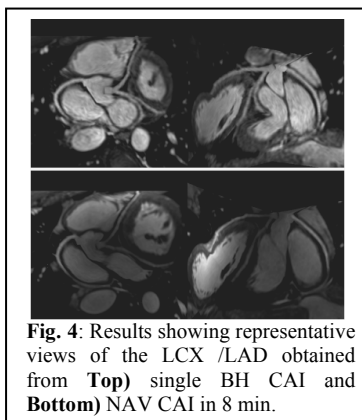 Fig. 4: Results showing representative
views of the LCX /LAD obtained
from Top) single BH CAI and
Bottom) NAV CAI in 8 min.